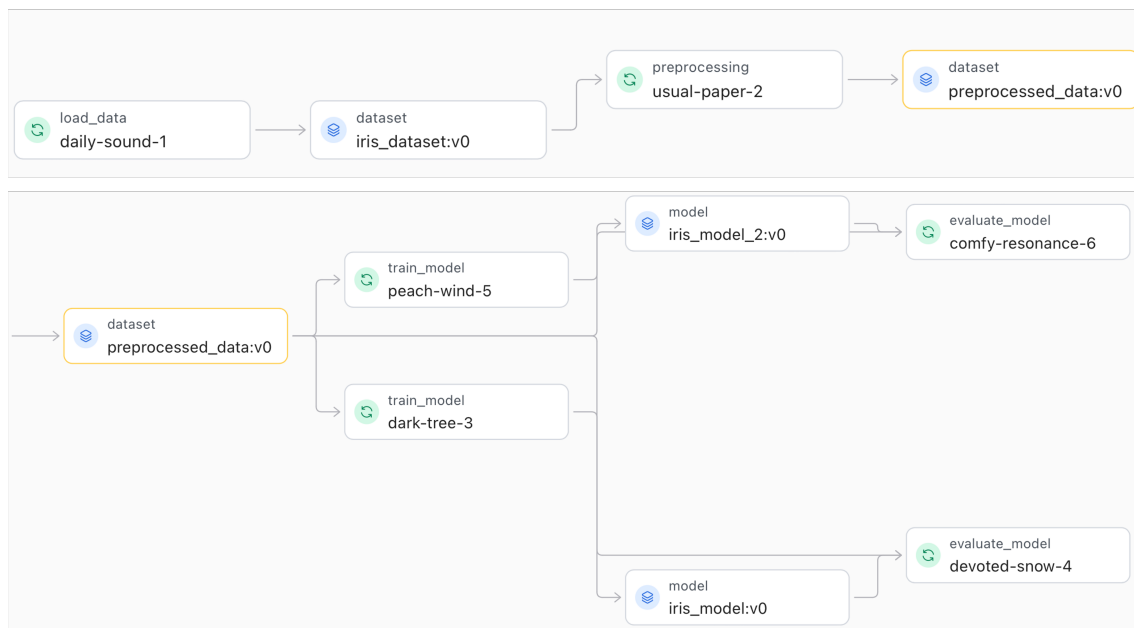 load_data
daily-sound-1
dataset
iris_dataset:v0
preprocessing
usual-paper-2
dataset
preprocessed_data:v0
dataset
preprocessed_data:v0
train_model
peach-wind-5
train_model
dark-tree-3
model
iris_model_2:v0
evaluate_model
comfy-resonance-6
model
iris_model:v0
evaluate_model
devoted-snow-4